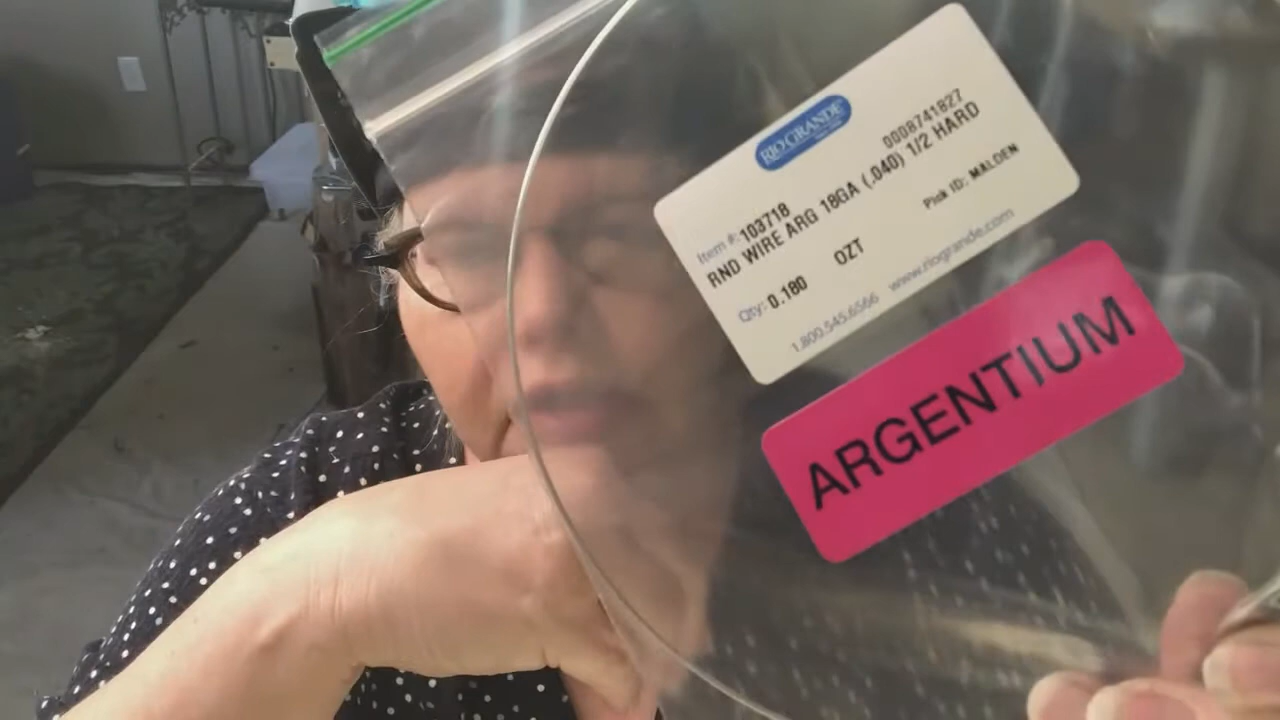 RIO GRANDE
0008741827
Item #: 103718
RND WIRE ARG 18GA (.040) 1/2 HARD
Pick ID: MALDEN
Qty: 0.180 OZT
1.800.545.6566 www.riogrande.com
ARGENTIUM